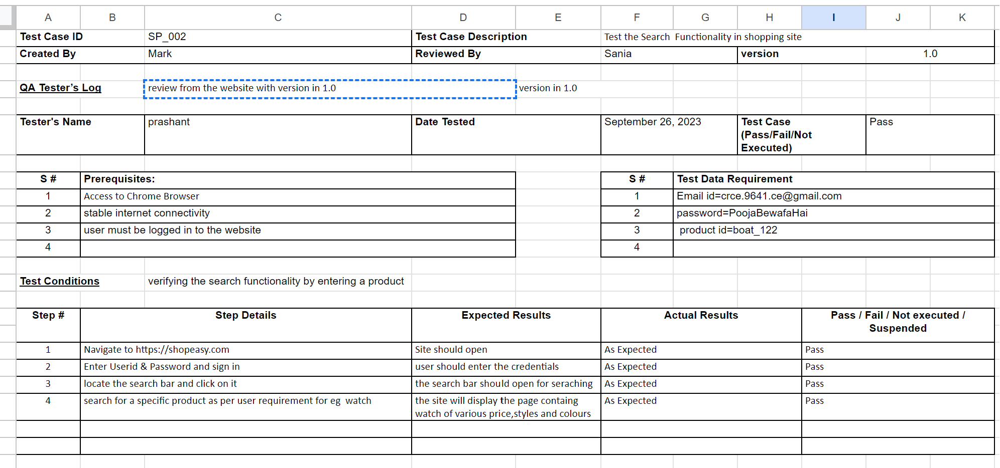 A B C D E F G H I J K
Test Case ID SP_002 Test Case Description Test the Search Functionality in shopping site
Created By Mark Reviewed By Sania version 1.0
QA Tester’s Log review from the website with version in 1.0 version in 1.0
Tester's Name prashant Date Tested September 26, 2023 Test Case Pass
(Pass/Fail/Not
Executed)
S # Prerequisites: S # Test Data Requirement
1 Access to Chrome Browser 1 Email id=crce.9641.ce@gmail.com
2 stable internet connectivity 2 password=PoojaBewafaHai
3 user must be logged in to the website 3 product id=boat_122
4 4
Test Conditions verifying the search functionality by entering a product
Step # Step Details Expected Results Actual Results Pass / Fail / Not executed /
Suspended
1 Navigate to https://shopeasy.com Site should open As Expected Pass
2 Enter Userid & Password and sign in user should enter the credentials As Expected Pass
3 locate the search bar and click on it the search bar should open for seraching As Expected Pass
4 search for a specific product as per user requirement for eg watch the site will display the page containg As Expected Pass
watch of various price,styles and colours